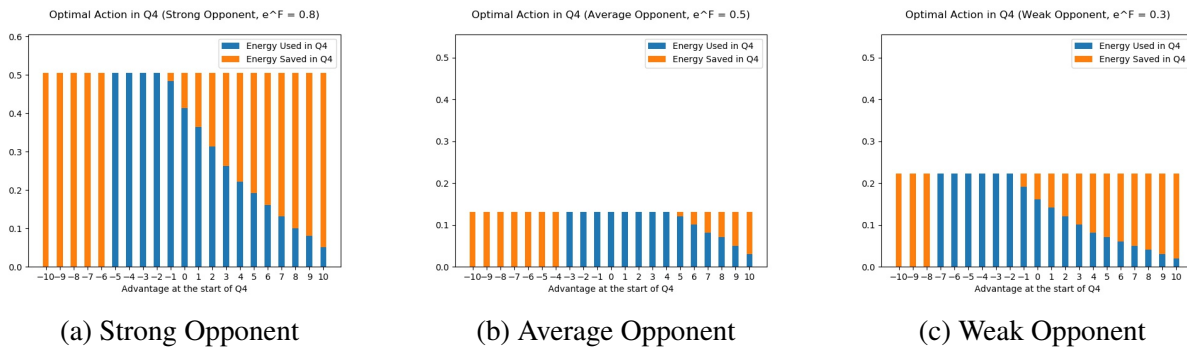 Optimal Action in Q4 (Strong Opponent, e^F = 0.8)
Energy Used in Q4
Energy Saved in Q4
0.6
0.5
0.4
0.3
0.2
0.1
0.0
−10 −9 −8 −7 −6 −5 −4 −3 −2 −1 0 1 2 3 4 5 6 7 8 9 10
Advantage at the start of Q4
(a) Strong Opponent
Optimal Action in Q4 (Average Opponent, e^F = 0.5)
Energy Used in Q4
Energy Saved in Q4
0.5
0.4
0.3
0.2
0.1
0.0
−10 −9 −8 −7 −6 −5 −4 −3 −2 −1 0 1 2 3 4 5 6 7 8 9 10
Advantage at the start of Q4
(b) Average Opponent
Optimal Action in Q4 (Weak Opponent, e^F = 0.3)
Energy Used in Q4
Energy Saved in Q4
0.5
0.4
0.3
0.2
0.1
0.0
−10 −9 −8 −7 −6 −5 −4 −3 −2 −1 0 1 2 3 4 5 6 7 8 9 10
Advantage at the start of Q4
(c) Weak Opponent